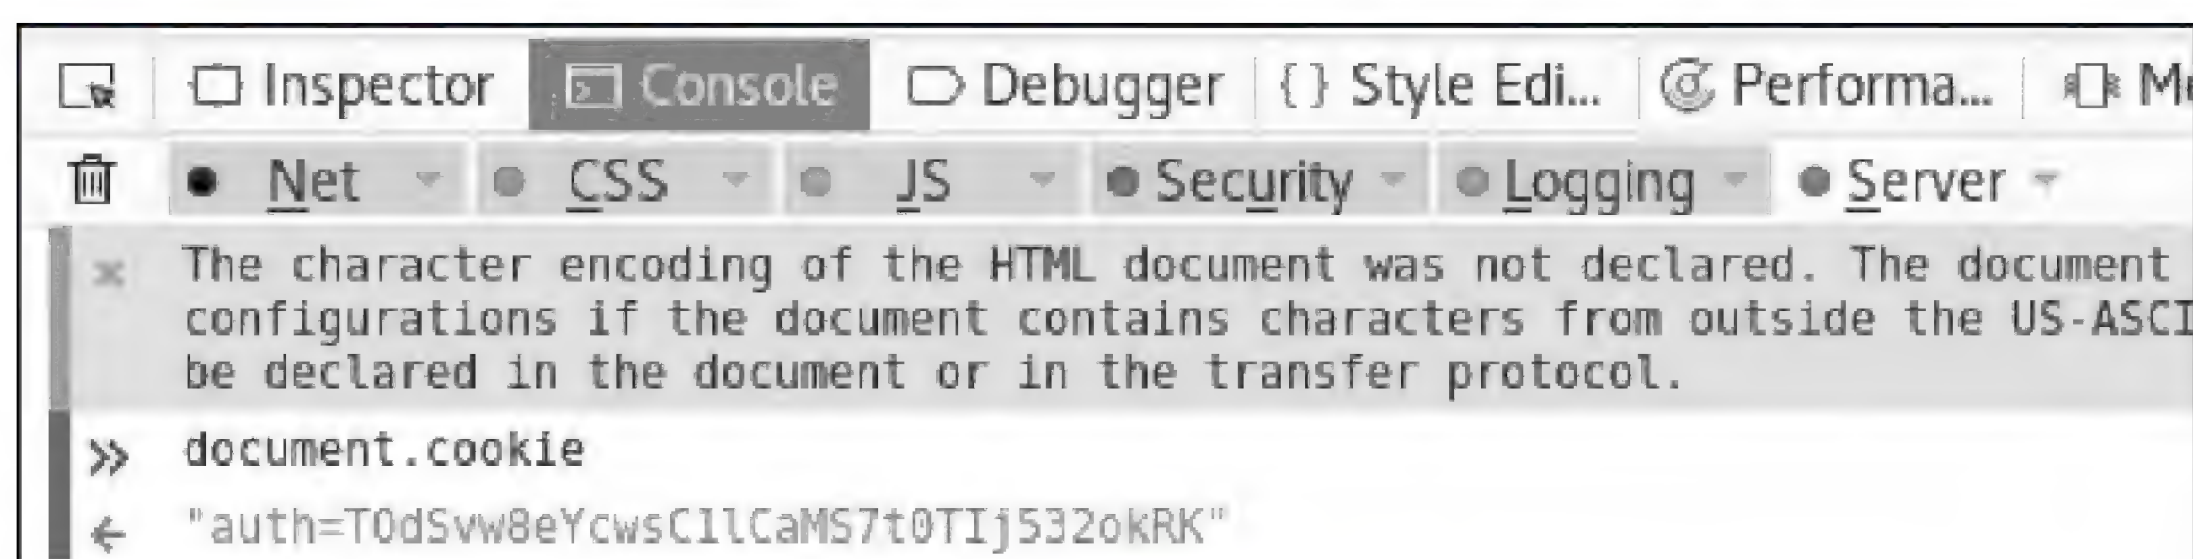 Inspector Console Debugger { } Style Edi... Performa... Me
Net CSS JS Security Logging Server
The character encoding of the HTML document was not declared. The document
configurations if the document contains characters from outside the US-ASCI
be declared in the document or in the transfer protocol.
» document.cookie
← "auth=T0dSvw8eYcwsC1lCaMS7t0TIj532okRK"